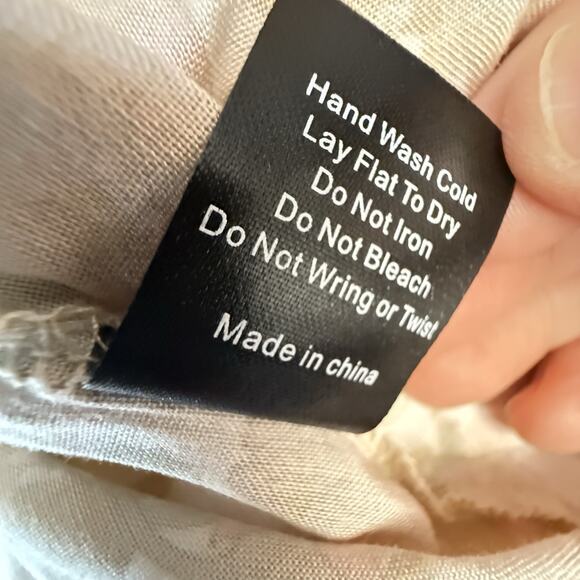 Hand Wash Cold
Lay Flat To Dry
Do Not Iron
Do Not Bleach
Do Not Wring or Twist
Made in china